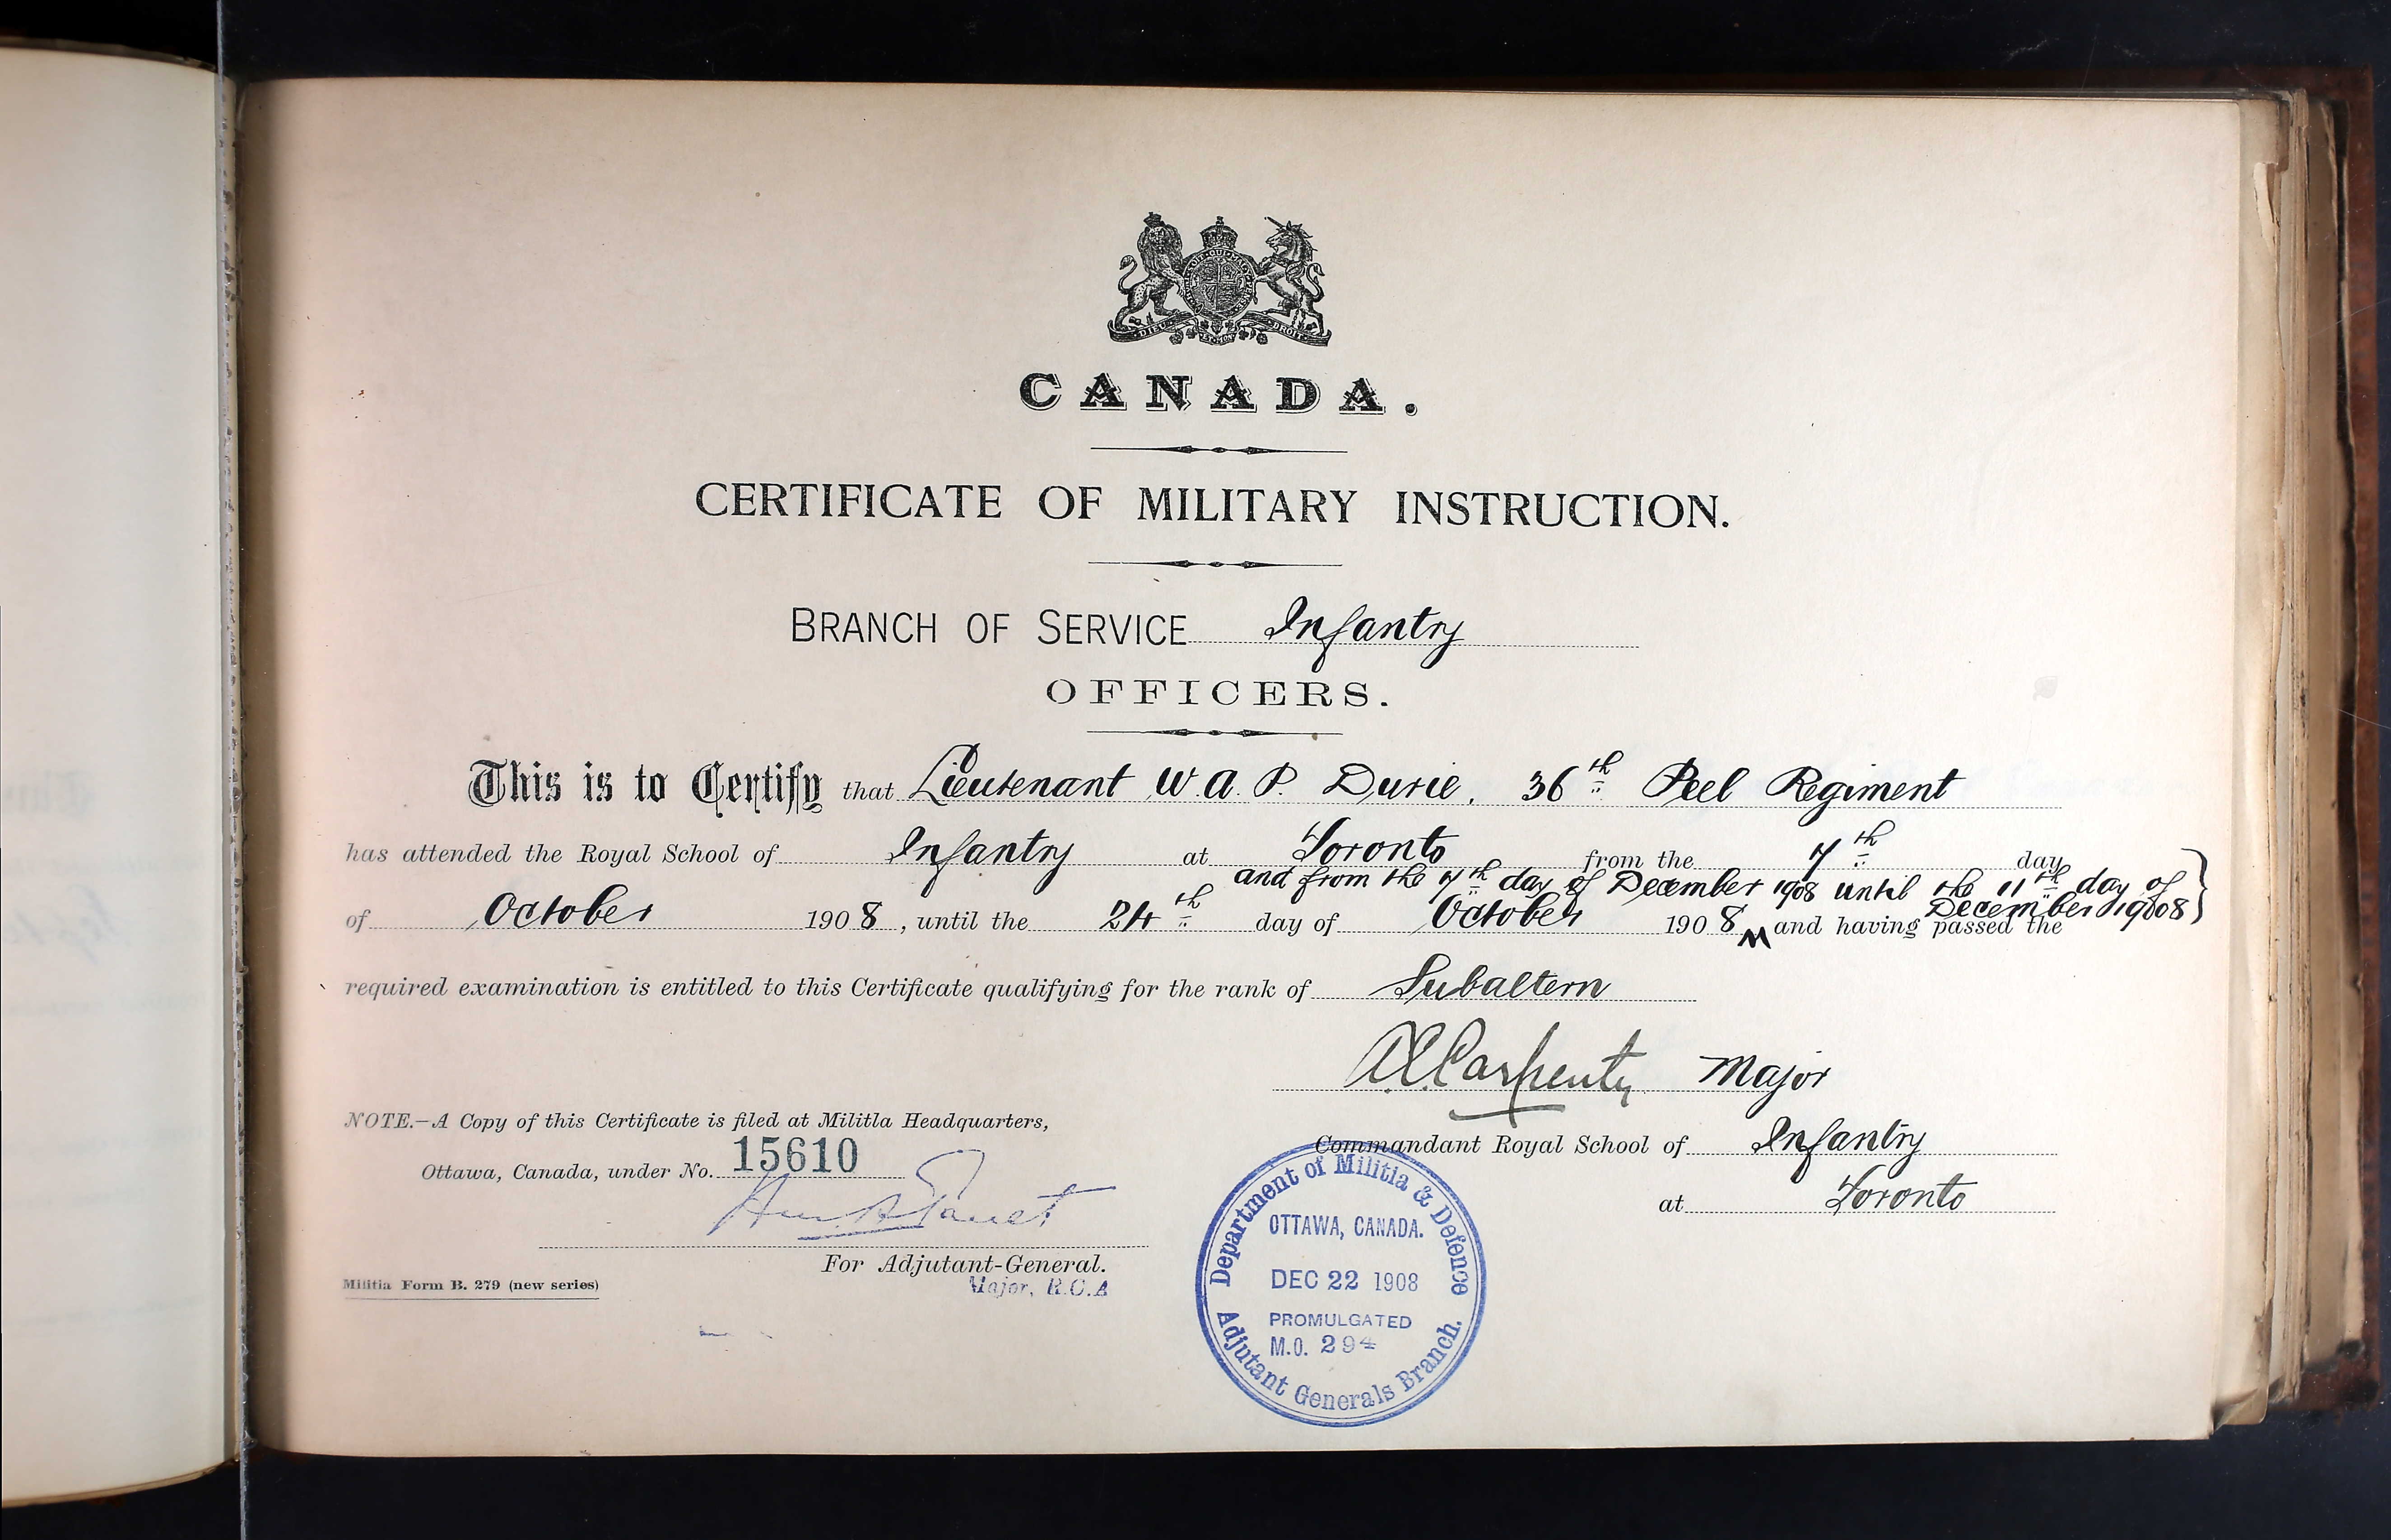 DIEU DROIT
CANADA.
CERTIFICATE OF MILITARY INSTRUCTION.
BRANCH OF SERVICE Infantry
OFFICERS.
This is to Certify that Lieutenant W. A. P. Durie. 36th Peel Regiment
has attended the Royal School of Infantry at Toronto from the 7th day
and from the 7th day of December 1908 until the 11th day of
December 1908
of October 1908, until the 24th day of October 1908 and having passed the
required examination is entitled to this Certificate qualifying for the rank of Subaltern
Carpenter Major
NOTE.—A Copy of this Certificate is filed at Militia Headquarters,
Ottawa, Canada, under No. 15610
Commandant Royal School of Infantry
at Toronto
Panet
For Adjutant-General.
Major, R.C.A
Militia Form B. 279 (new series)
Department of Militia & Defence
OTTAWA, CANADA.
DEC 22 1908
PROMULGATED
M.O. 294
Adjutant Generals Branch.